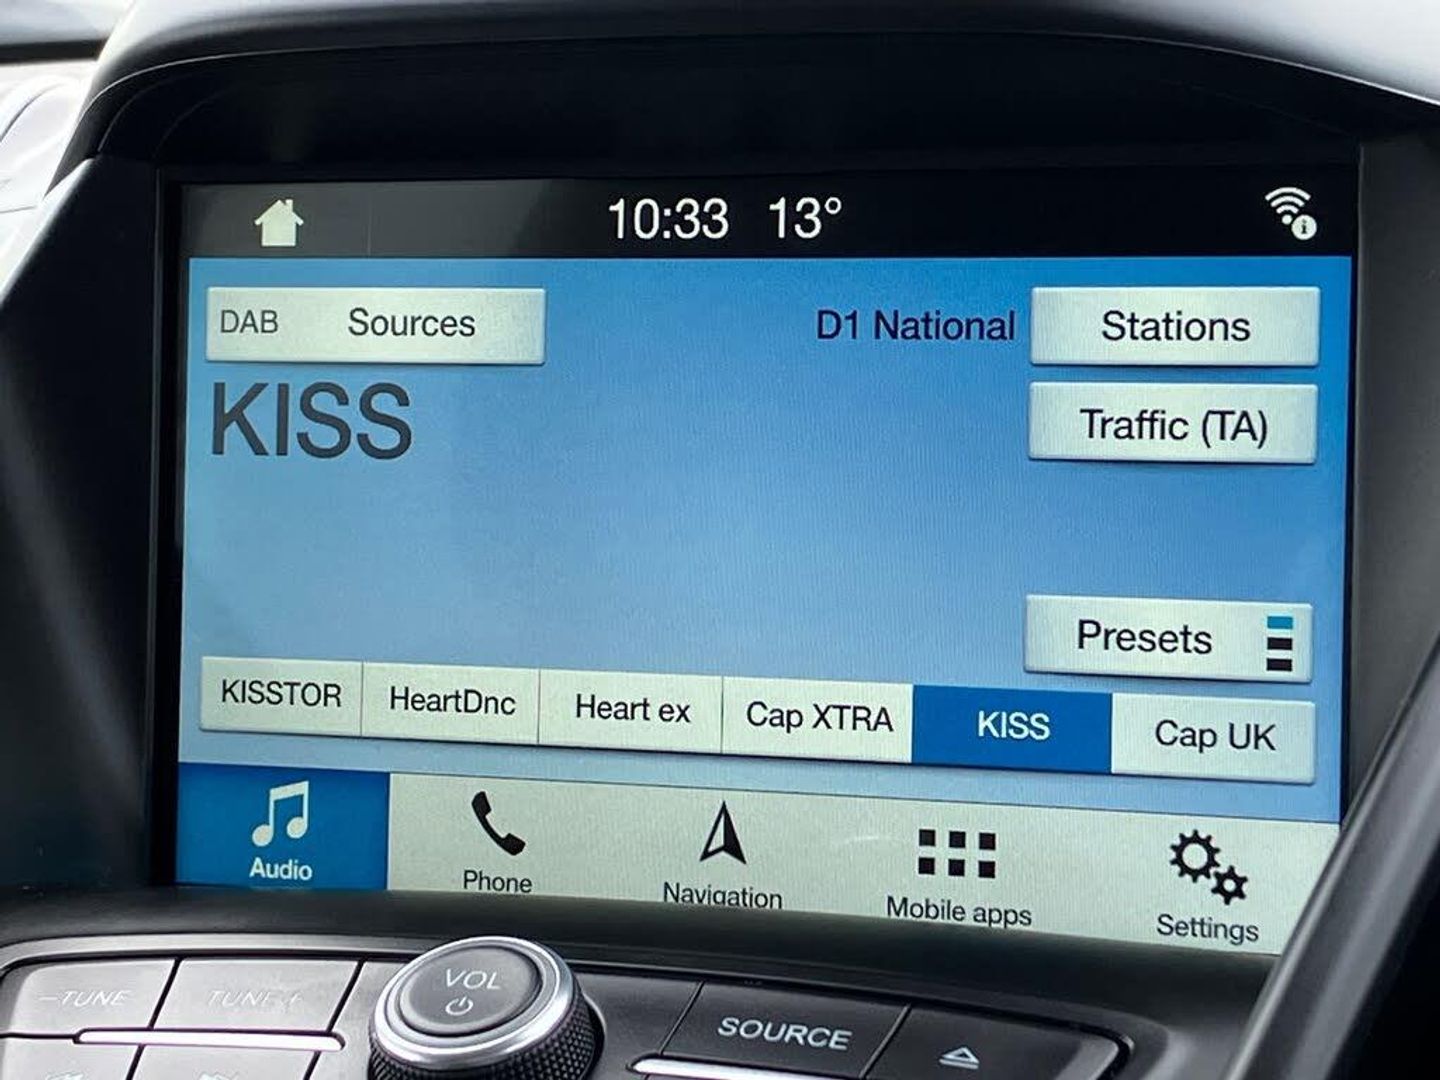 10:33 13°
DAB Sources
D1 National
Stations
KISS
Traffic (TA)
Presets
KISSTOR
HeartDnc
Heart ex
Cap XTRA
KISS
Cap UK
Audio
Phone
Navigation
Mobile apps
Settings
–TUNE
TUNE +
VOL
SOURCE